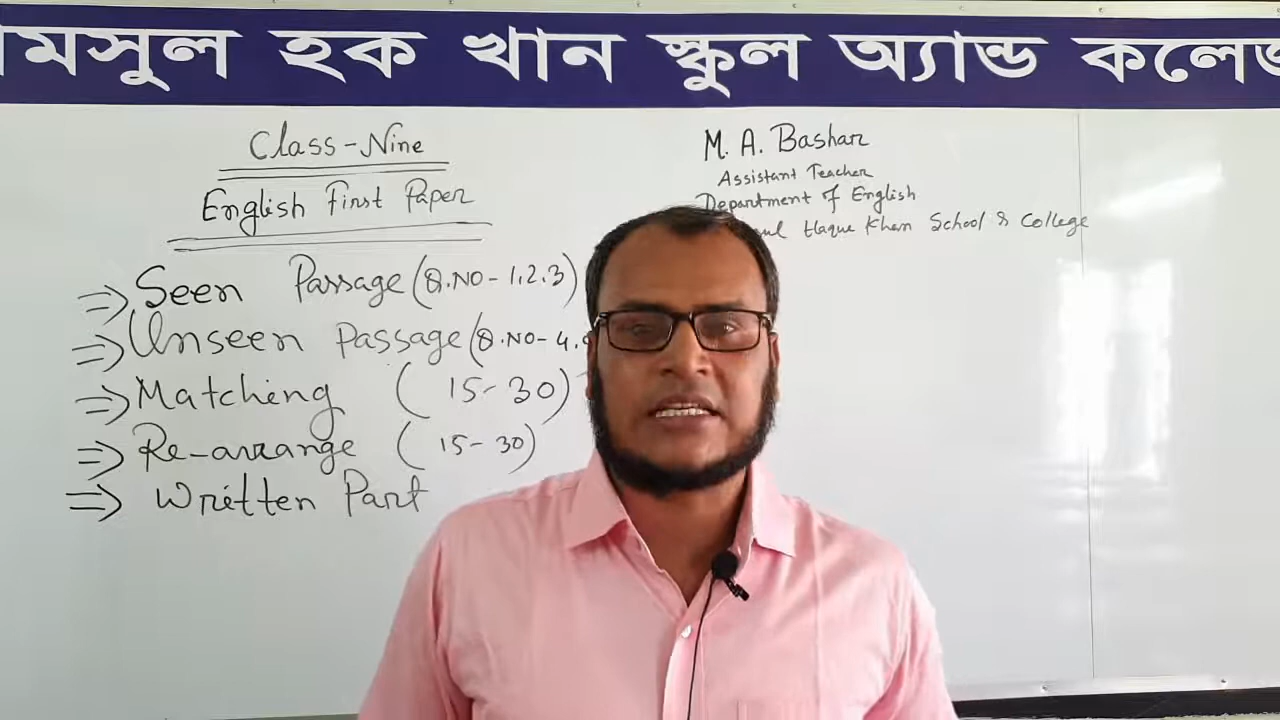 মসুল হক খান স্কুল অ্যান্ড কলেজ
Class-Nine
English First Paper
⇒ Seen Passage (Q.NO- 1,2,3)
⇒ Unseen Passage (Q.NO- 4,
⇒ Matching ( 15-30)
⇒ Re-arrange ( 15-30)
⇒ Written Part
M. A. Bashar
Assistant Teacher
Department of English
Haque Khan School & College